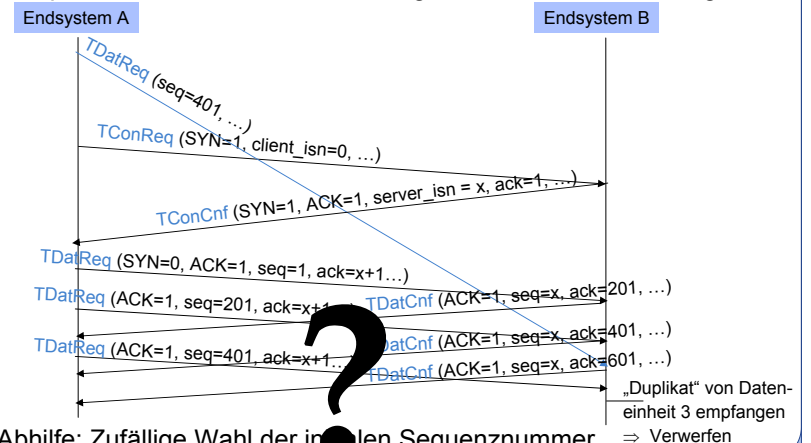 Endsystem A
Endsystem B
TDatReq (seq=401, …)
TConReq (SYN=1, client_isn=0, …)
TConCnf (SYN=1, ACK=1, server_isn = x, ack=1, …)
TDatReq (SYN=0, ACK=1, seq=1, ack=x+1…)
TDatCnf (ACK=1, seq=x, ack=201, …)
TDatReq (ACK=1, seq=201, ack=x+1
TDatCnf (ACK=1, seq=x, ack=401, …)
TDatReq (ACK=1, seq=401, ack=x+1…)
TDatCnf (ACK=1, seq=x, ack=601, …)
?
„Duplikat" von Daten-
einheit 3 empfangen
⇒ Verwerfen
Abhilfe: Zufällige Wahl der Sequenznummer